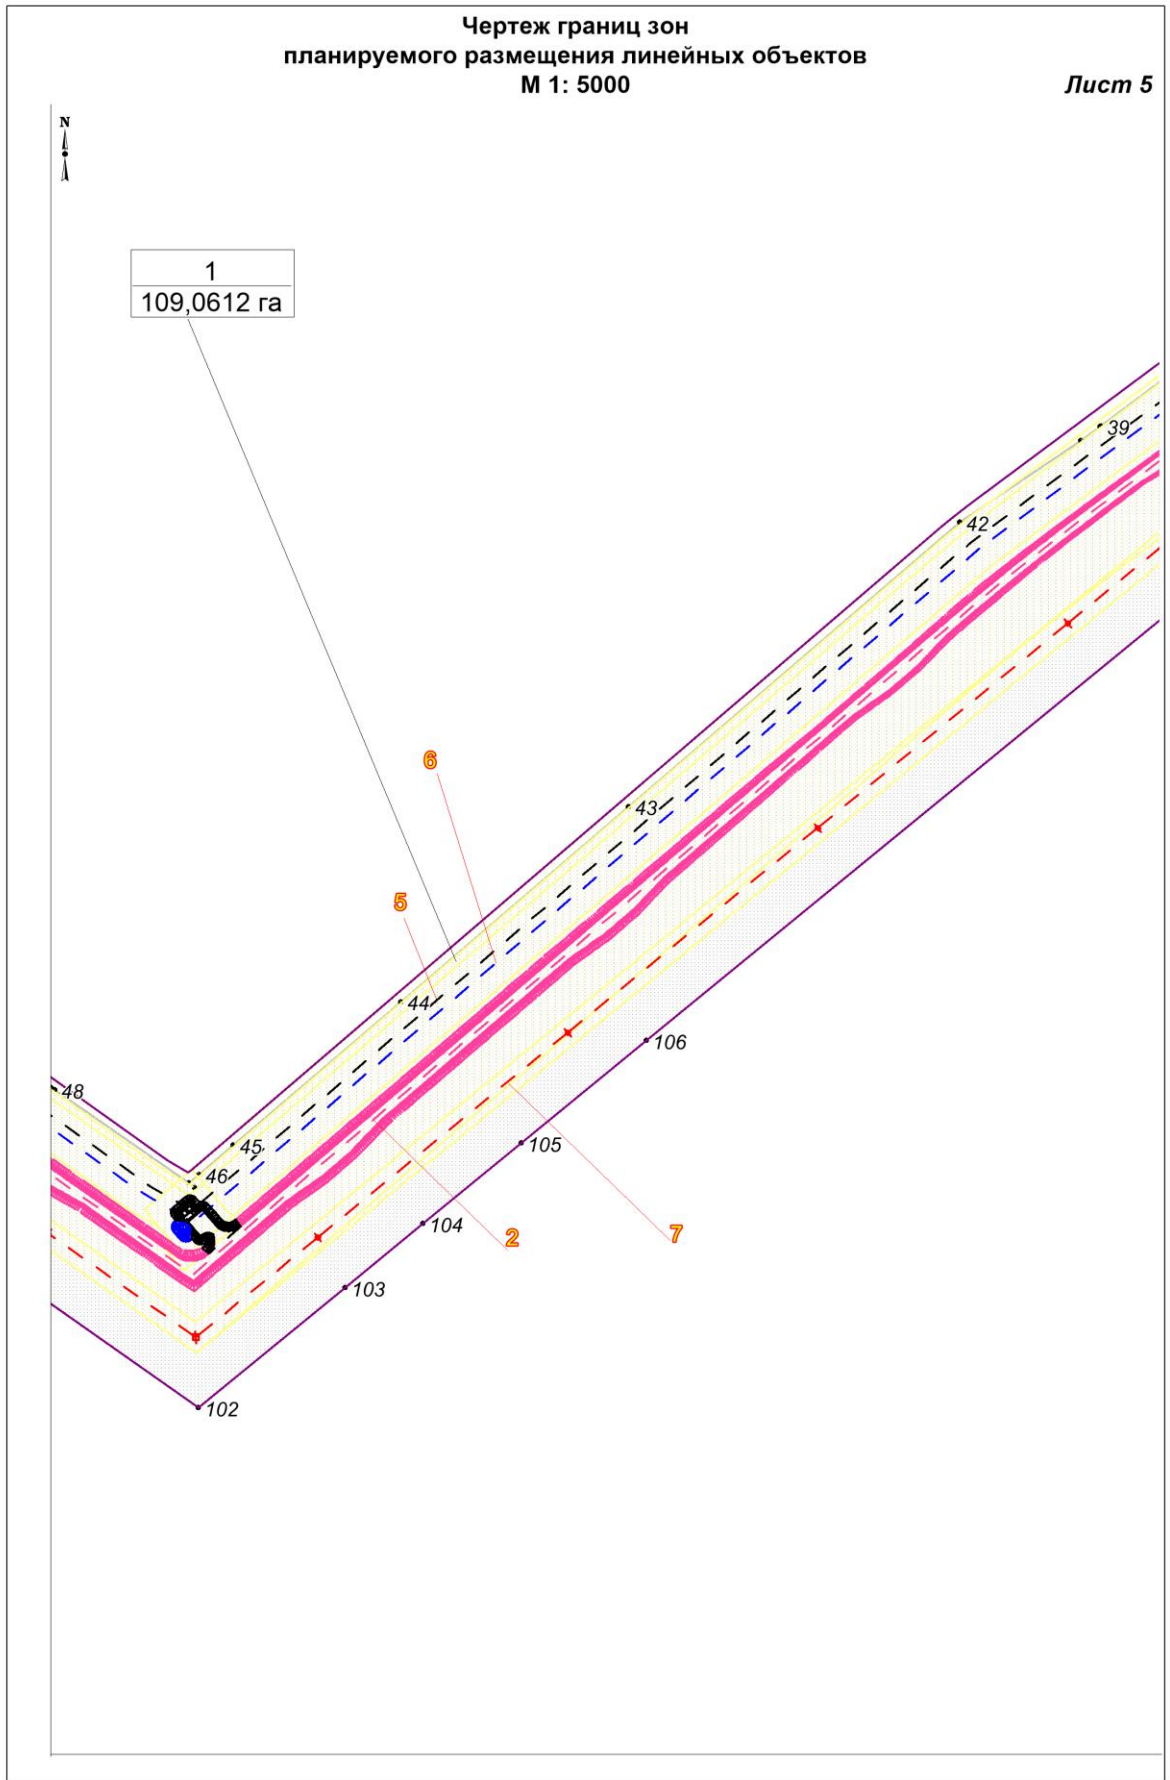 Чертеж границ зон
планируемого размещения линейных объектов
М 1: 5000
Лист 5
N
1
109,0612 га
39
42
6
43
5
44
106
48
45
105
46
104
2
7
103
102